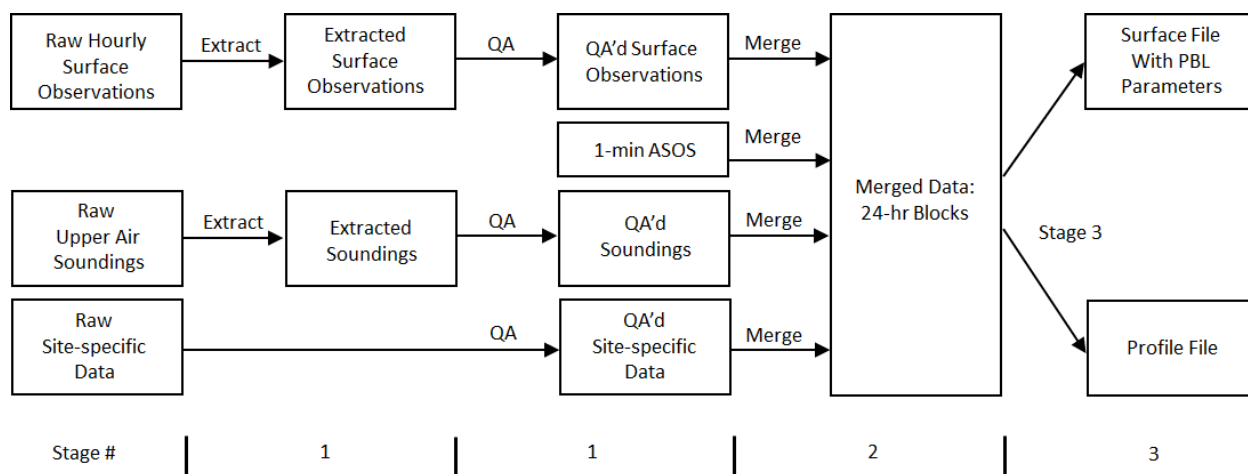 Raw Hourly
Surface
Observations
Extract
Extracted
Surface
Observations
QA
QA’d Surface
Observations
Merge
Surface File
With PBL
Parameters
1-min ASOS
Merge
Merged Data:
24-hr Blocks
Raw
Upper Air
Soundings
Extract
Extracted
Soundings
QA
QA’d
Soundings
Merge
Stage 3
Raw
Site-specific
Data
QA
QA’d
Site-specific
Data
Merge
Profile File
Stage # 1 1 2 3